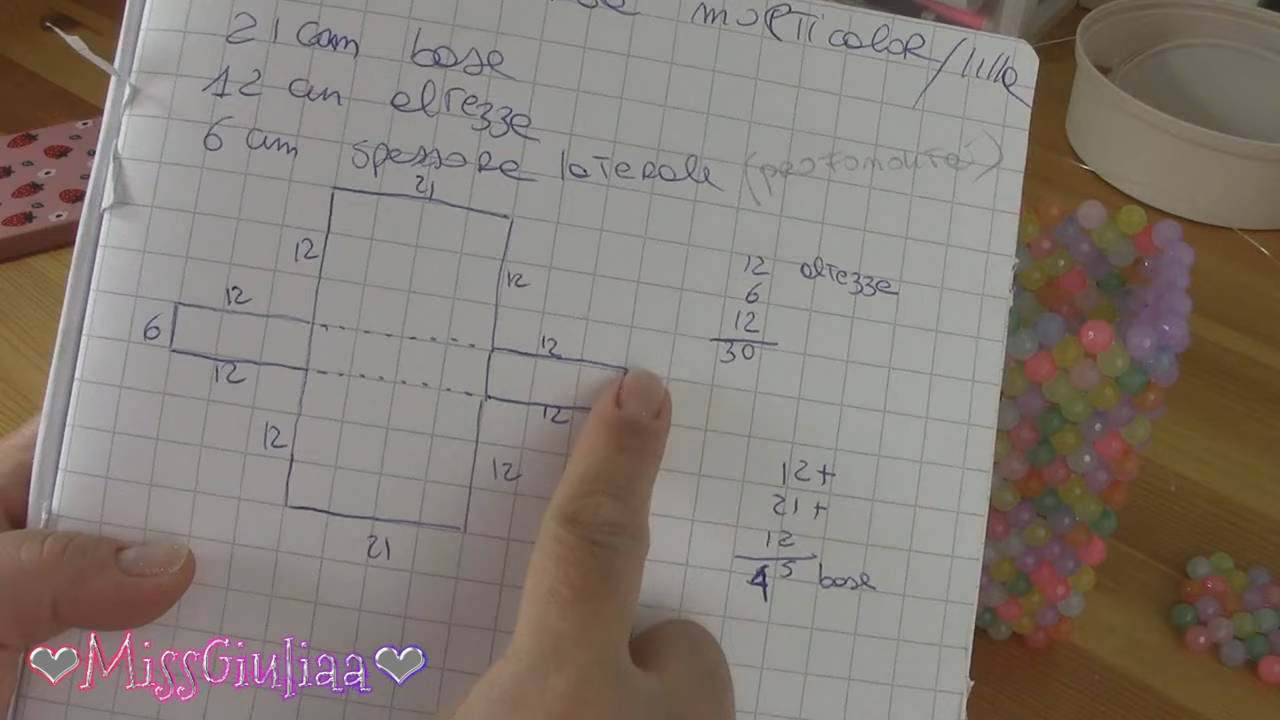 multicolor/lilla
21 cm base
12 cm altezza
6 cm spessore laterale (profondità)
21
12
12
12
12
6
12
12
12
12
21
12 altezza
6
12
30
12+
21+
12
45 base
MissGiuliaa